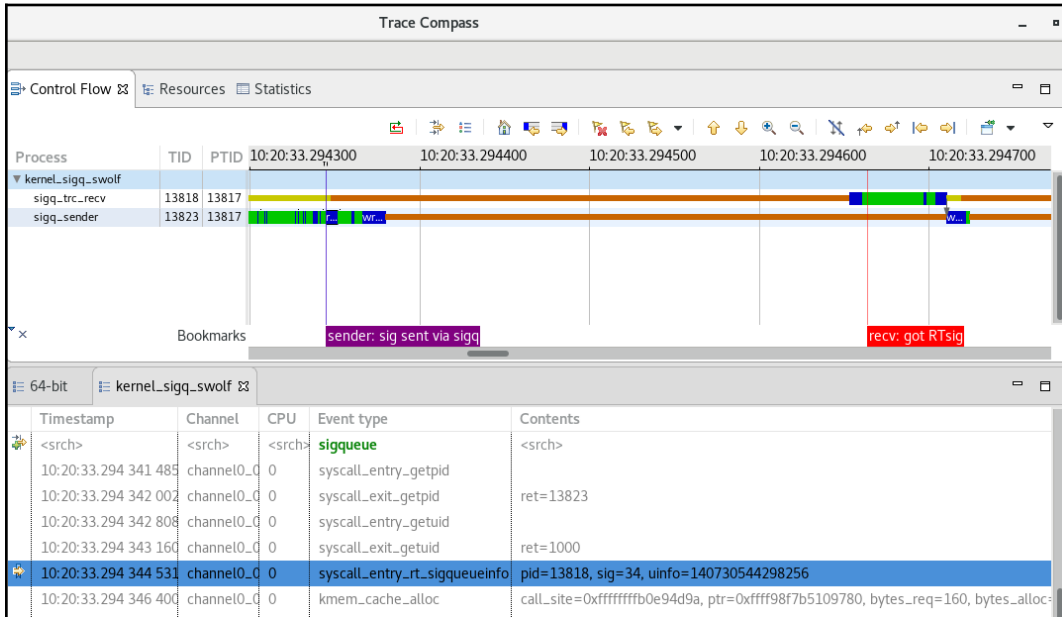 Trace Compass
Control Flow Resources Statistics
Process TID PTID 10:20:33.294300 10:20:33.294400 10:20:33.294500 10:20:33.294600 10:20:33.294700
kernel_sigq_swolf
sigq_trc_recv 13818 13817
sigq_sender 13823 13817 r... wr... w...
Bookmarks sender: sig sent via sigq recv: got RTsig
64-bit kernel_sigq_swolf
Timestamp Channel CPU Event type Contents
<srch> <srch> <srch> sigqueue <srch>
10:20:33.294 341 485 channel0_0 0 syscall_entry_getpid
10:20:33.294 342 002 channel0_0 0 syscall_exit_getpid ret=13823
10:20:33.294 342 808 channel0_0 0 syscall_entry_getuid
10:20:33.294 343 160 channel0_0 0 syscall_exit_getuid ret=1000
10:20:33.294 344 531 channel0_0 0 syscall_entry_rt_sigqueueinfo pid=13818, sig=34, uinfo=140730544298256
10:20:33.294 346 400 channel0_0 0 kmem_cache_alloc call_site=0xffffffffb0e94d9a, ptr=0xffff98f7b5109780, bytes_req=160, bytes_alloc=